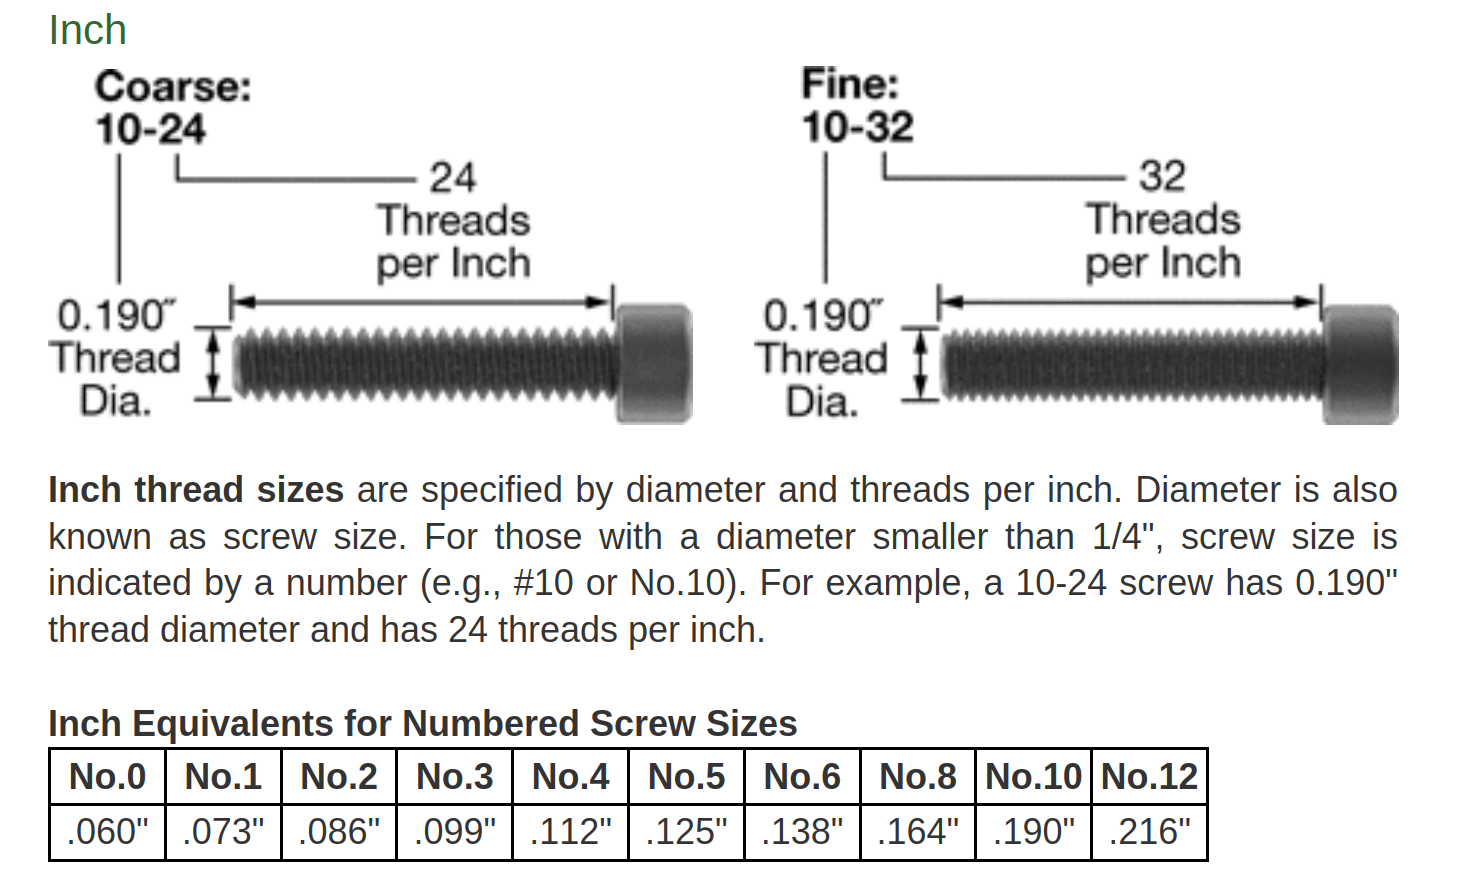 Inch
Coarse:
10-24
24
Threads
per Inch
0.190″
Thread
Dia.
Fine:
10-32
32
Threads
per Inch
0.190″
Thread
Dia.
Inch thread sizes are specified by diameter and threads per inch. Diameter is also
known as screw size. For those with a diameter smaller than 1/4", screw size is
indicated by a number (e.g., #10 or No.10). For example, a 10-24 screw has 0.190"
thread diameter and has 24 threads per inch.
Inch Equivalents for Numbered Screw Sizes
No.0 No.1 No.2 No.3 No.4 No.5 No.6 No.8 No.10 No.12
.060" .073" .086" .099" .112" .125" .138" .164" .190" .216"